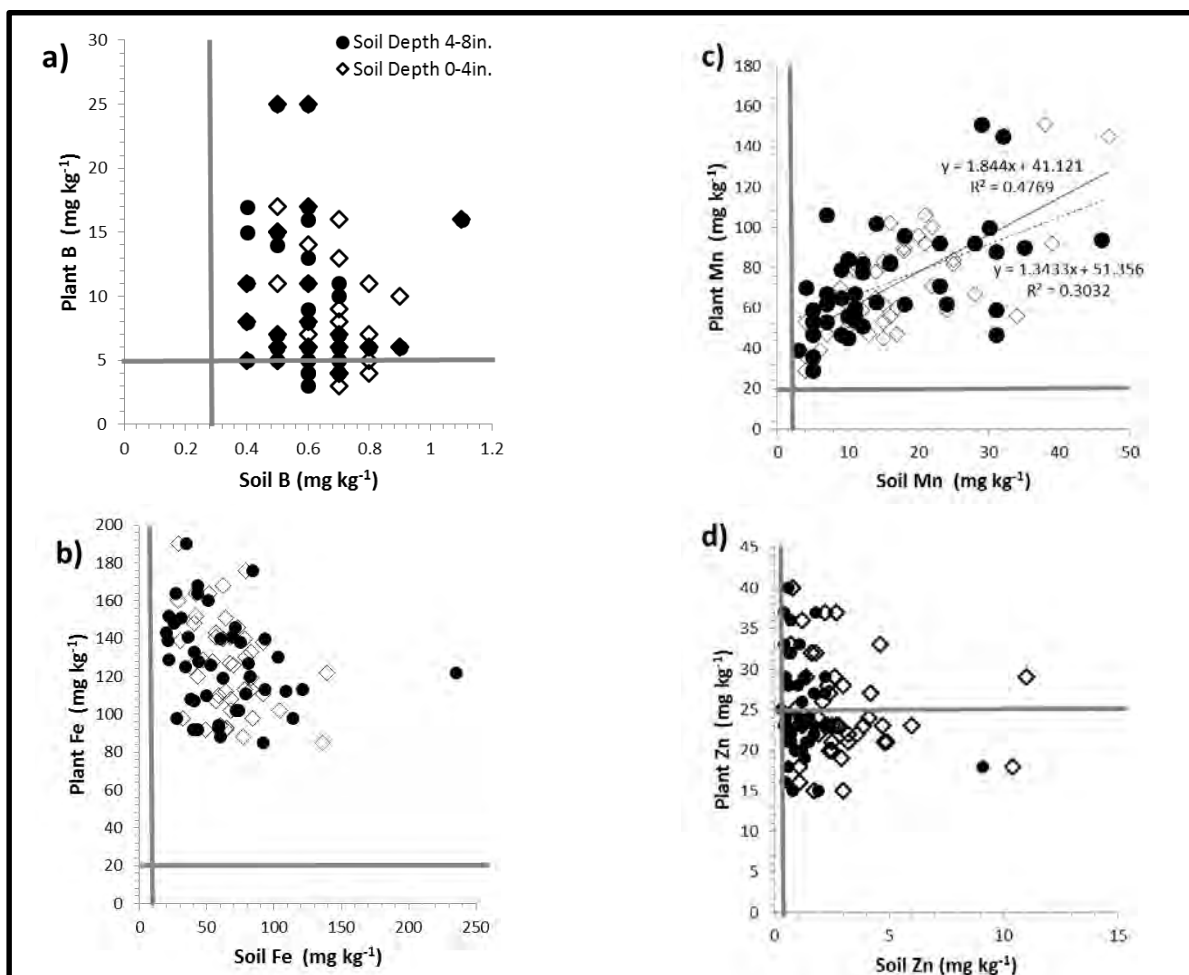 a)
● Soil Depth 4-8in.
◇ Soil Depth 0-4in.
30
25
20
15
10
5
0
Plant B (mg kg⁻¹)
0 0.2 0.4 0.6 0.8 1 1.2
Soil B (mg kg⁻¹)
c)
180
160
140
120
100
80
60
40
20
0
Plant Mn (mg kg⁻¹)
y = 1.844x + 41.121
R² = 0.4769
y = 1.3433x + 51.356
R² = 0.3032
0 10 20 30 40 50
Soil Mn (mg kg⁻¹)
b)
200
180
160
140
120
100
80
60
40
20
0
Plant Fe (mg kg⁻¹)
0 50 100 150 200 250
Soil Fe (mg kg⁻¹)
d)
45
40
35
30
25
20
15
10
5
0
Plant Zn (mg kg⁻¹)
0 5 10 15
Soil Zn (mg kg⁻¹)